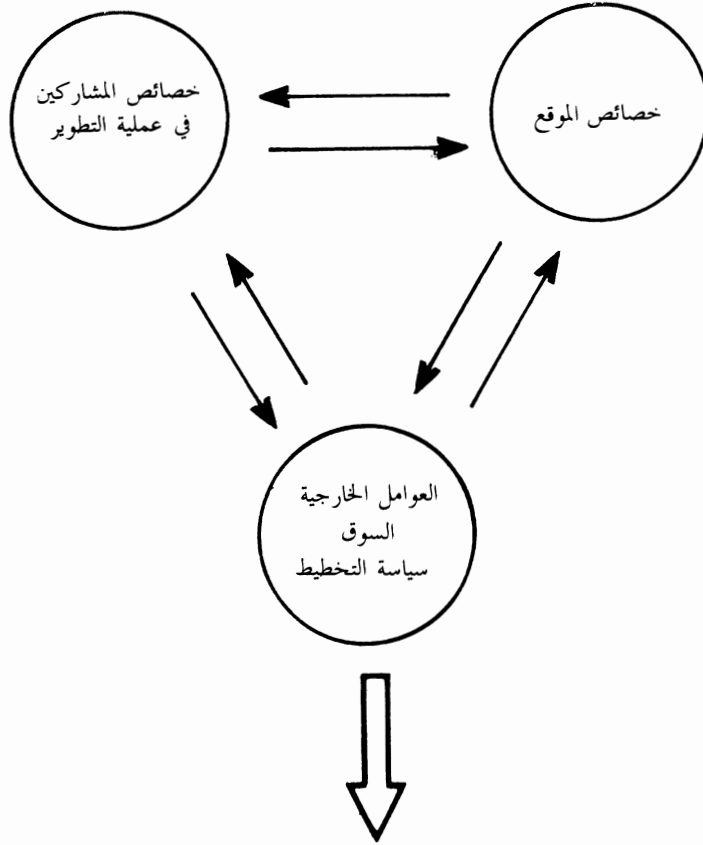 خصائص الموقع
خصائص المشاركين
في عملية التطوير
العوامل الخارجية
السوق
سياسة التخطيط